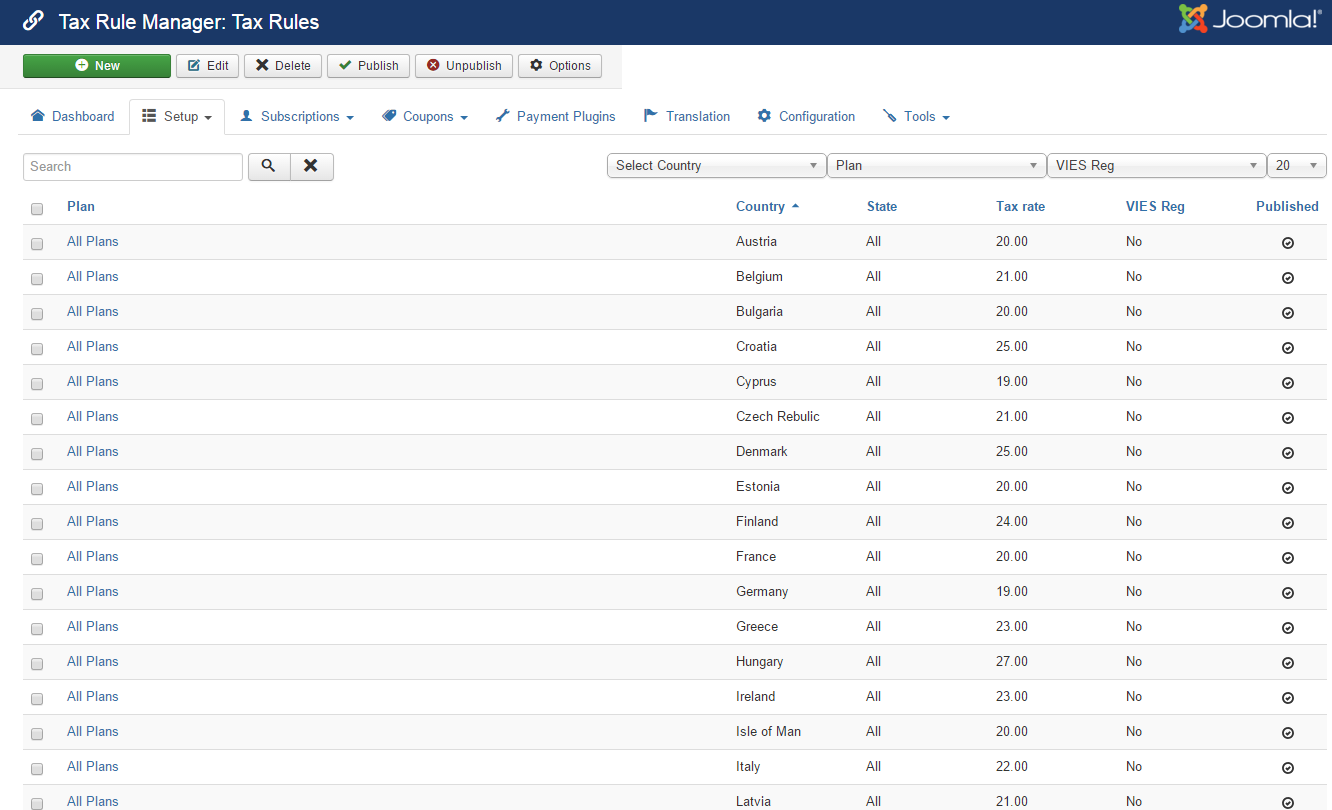 Tax Rule Manager: Tax Rules Joomla!®
New Edit Delete Publish Unpublish Options
Dashboard Setup Subscriptions Coupons Payment Plugins Translation Configuration Tools
Search Select Country Plan VIES Reg 20
Plan Country State Tax rate VIES Reg Published
All Plans Austria All 20.00 No
All Plans Belgium All 21.00 No
All Plans Bulgaria All 20.00 No
All Plans Croatia All 25.00 No
All Plans Cyprus All 19.00 No
All Plans Czech Rebulic All 21.00 No
All Plans Denmark All 25.00 No
All Plans Estonia All 20.00 No
All Plans Finland All 24.00 No
All Plans France All 20.00 No
All Plans Germany All 19.00 No
All Plans Greece All 23.00 No
All Plans Hungary All 27.00 No
All Plans Ireland All 23.00 No
All Plans Isle of Man All 20.00 No
All Plans Italy All 22.00 No
All Plans Latvia All 21.00 No